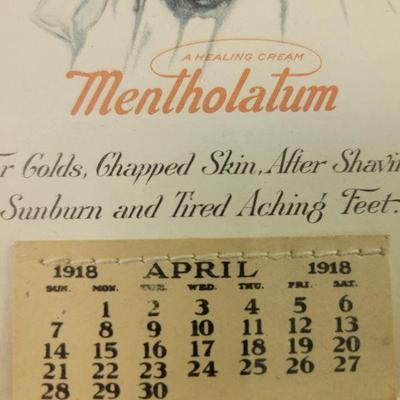 A HEALING CREAM
Mentholatum
Colds, Chapped Skin, After
Sunburn and Tired Aching Feet.
1918 APRIL 1918
SUN. MON. TUE. WED. THU. FRI. SAT.
1 2 3 4 5 6
7 8 9 10 11 12 13
14 15 16 17 18 19 20
21 22 23 24 25 26 27
28 29 30